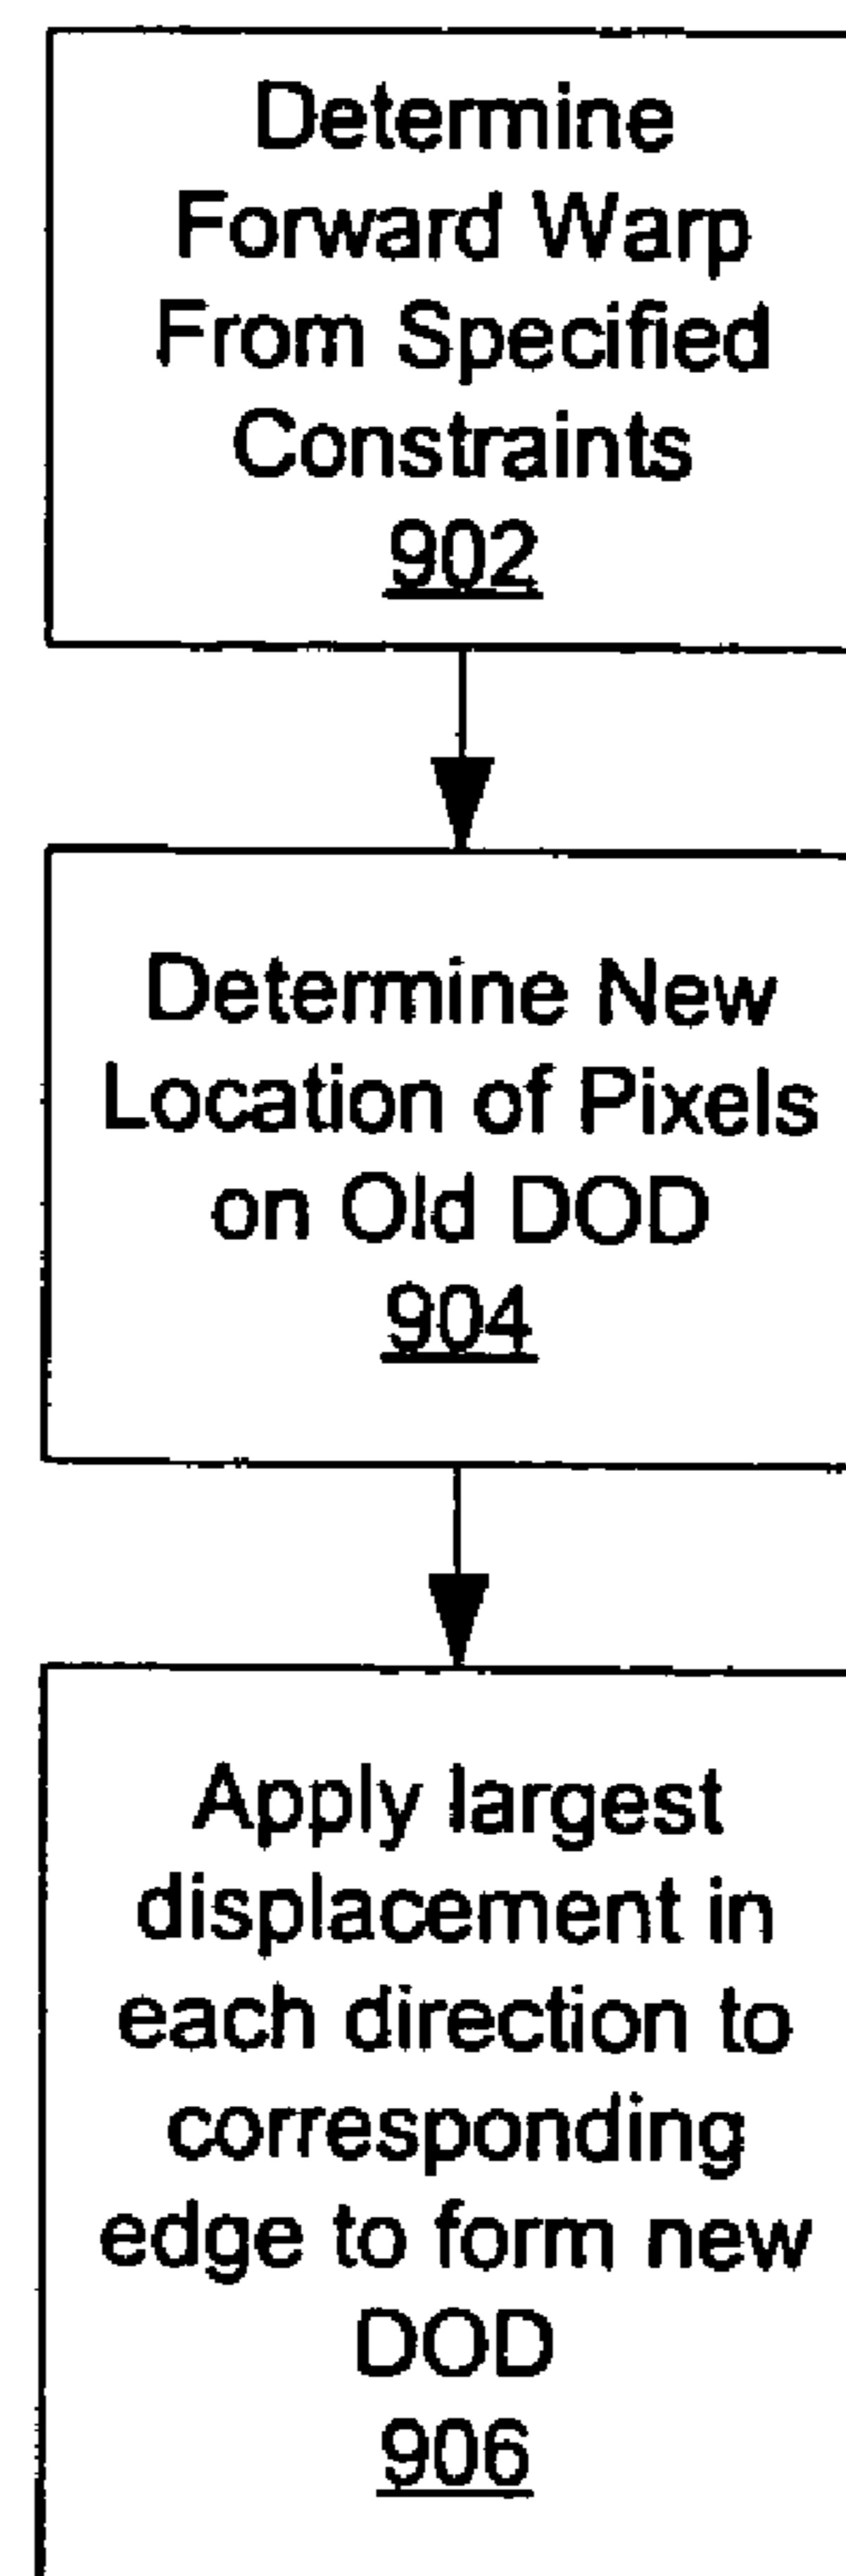 Determine
Forward Warp
From Specified
Constraints
902
Determine New
Location of Pixels
on Old DOD
904
Apply largest
displacement in
each direction to
corresponding
edge to form new
DOD
906